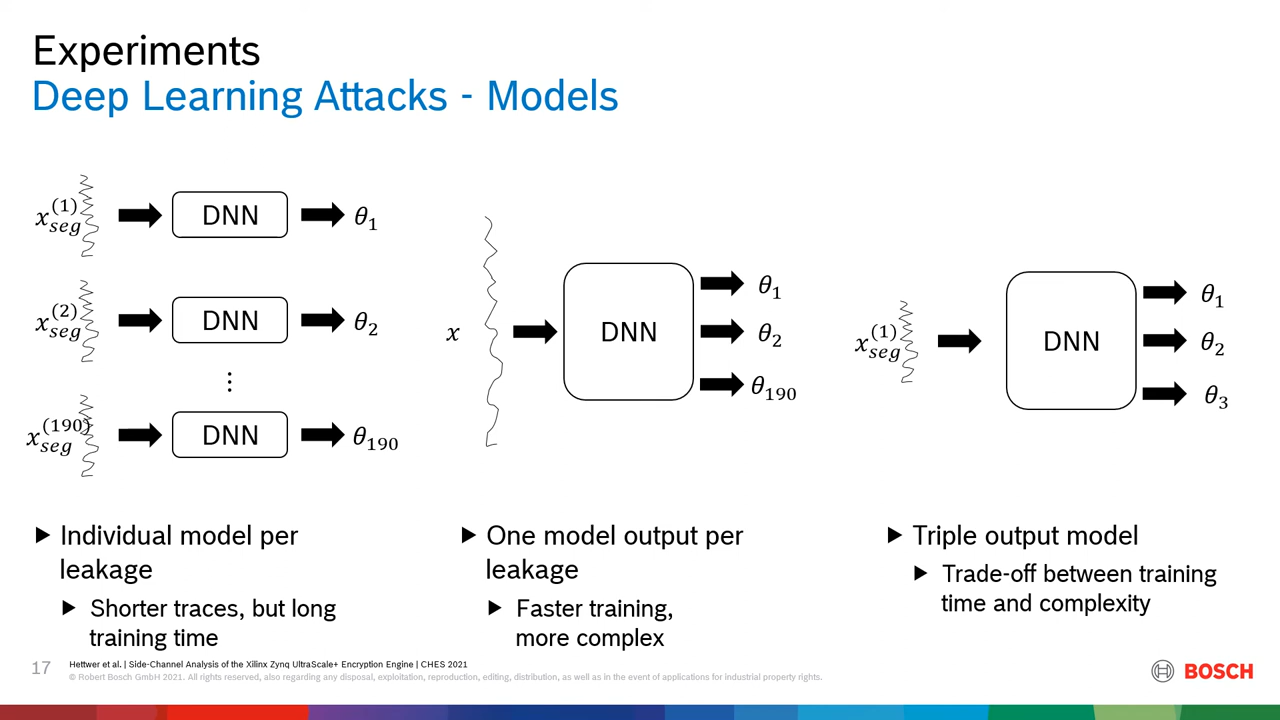 Experiments
Deep Learning Attacks - Models
x_seg^(1)
DNN
θ₁
x_seg^(2)
DNN
θ₂
⋮
x_seg^(190)
DNN
θ₁₉₀
x
DNN
θ₁
θ₂
θ₁₉₀
x_seg^(1)
DNN
θ₁
θ₂
θ₃
Individual model per
leakage
Shorter traces, but long
training time
One model output per
leakage
Faster training,
more complex
Triple output model
Trade-off between training
time and complexity
17
Hettwer et al. | Side-Channel Analysis of the Xilinx Zynq UltraScale+ Encryption Engine | CHES 2021
© Robert Bosch GmbH 2021. All rights reserved, also regarding any disposal, exploitation, reproduction, editing, distribution, as well as in the event of applications for industrial property rights.
BOSCH